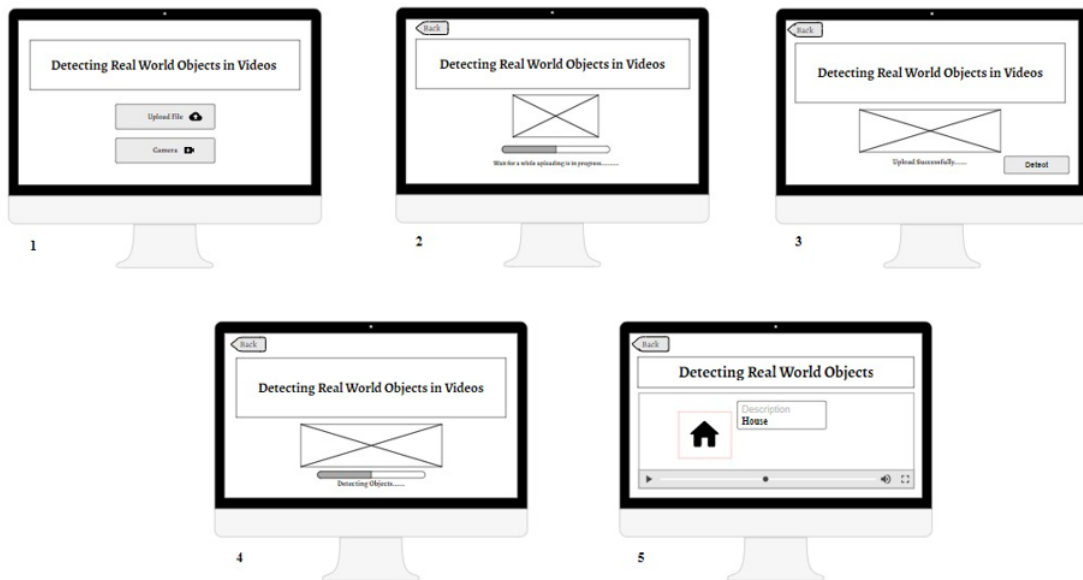 Detecting Real World Objects in Videos
Upload File
Camera
1
Back
Detecting Real World Objects in Videos
Wait for a while uploading is in progress............
2
Back
Detecting Real World Objects in Videos
Upload Successfully.......
Detect
3
Back
Detecting Real World Objects in Videos
Detecting Objects.......
4
Back
Detecting Real World Objects
Description
House
5